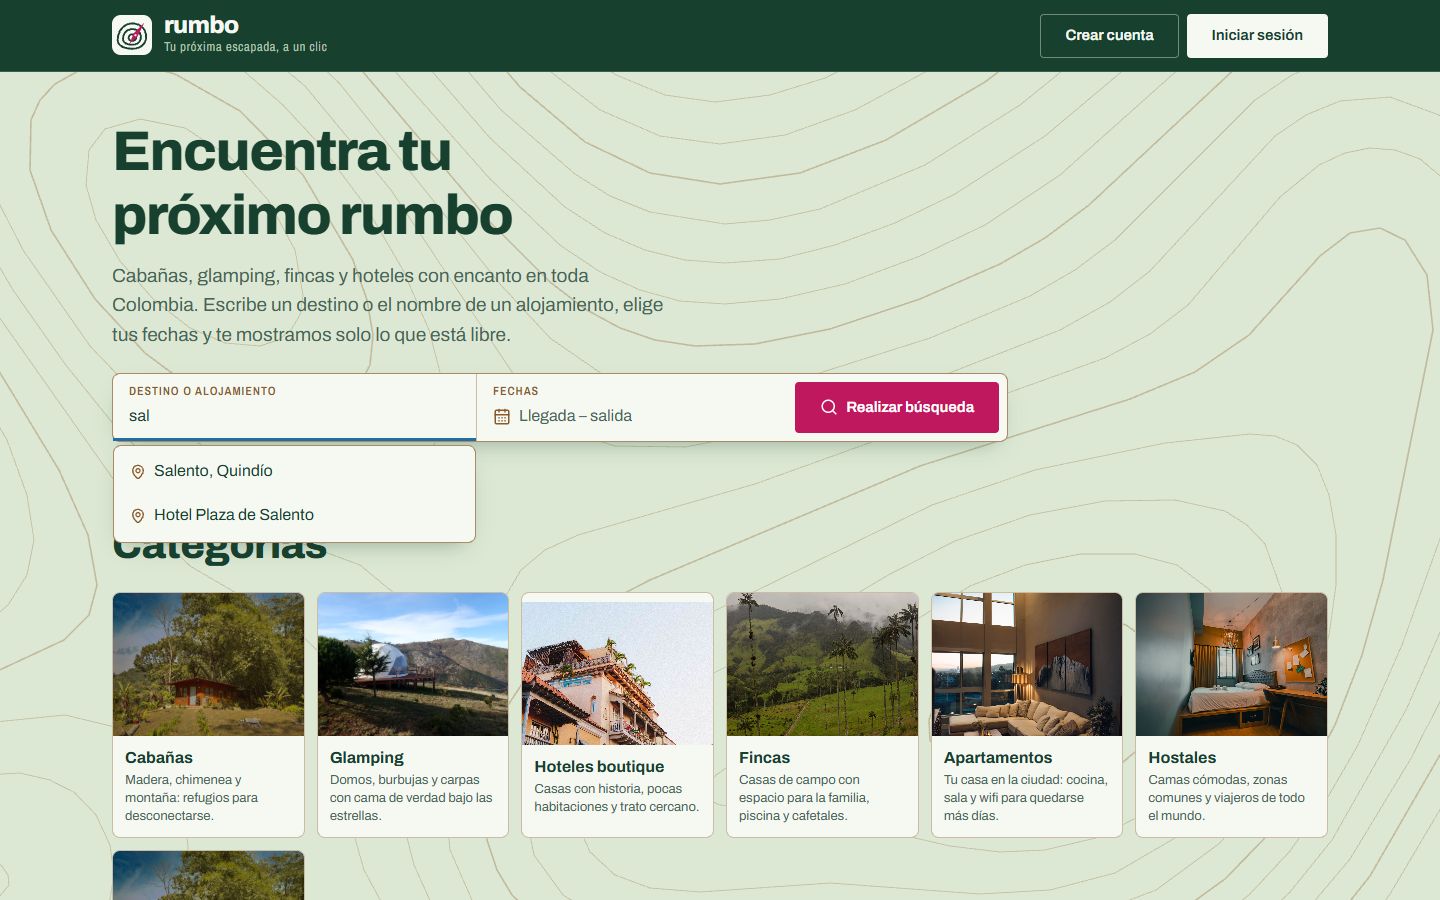 rumbo
Tu próxima escapada, a un clic
Crear cuenta
Iniciar sesión
Encuentra tu
próximo rumbo
Cabañas, glamping, fincas y hoteles con encanto en toda
Colombia. Escribe un destino o el nombre de un alojamiento, elige
tus fechas y te mostramos solo lo que está libre.
DESTINO O ALOJAMIENTO
sal
FECHAS
Llegada – salida
Realizar búsqueda
Salento, Quindío
Hotel Plaza de Salento
Categorías
Cabañas
Madera, chimenea y
montaña: refugios para
desconectarse.
Glamping
Domos, burbujas y carpas
con cama de verdad bajo las
estrellas.
Hoteles boutique
Casas con historia, pocas
habitaciones y trato cercano.
Fincas
Casas de campo con
espacio para la familia,
piscina y cafetales.
Apartamentos
Tu casa en la ciudad: cocina,
sala y wifi para quedarse
más días.
Hostales
Camas cómodas, zonas
comunes y viajeros de todo
el mundo.